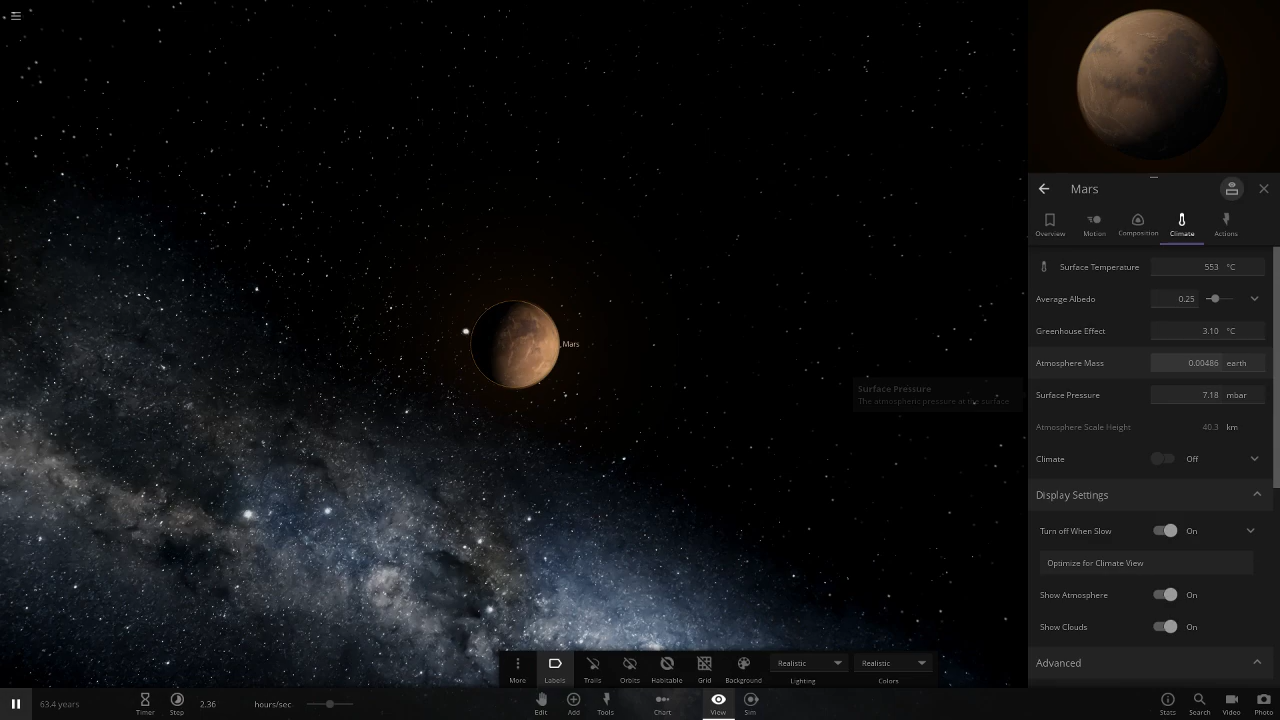 Mars
Overview
Motion
Composition
Climate
Actions
Surface Temperature 553 °C
Average Albedo 0.25
Greenhouse Effect 3.10 °C
Atmosphere Mass 0.00486 earth
Surface Pressure 7.18 mbar
Atmosphere Scale Height 40.3 km
Climate Off
Display Settings
Turn off When Slow On
Optimize for Climate View
Show Atmosphere On
Show Clouds On
Advanced
Mars
Surface Pressure
The atmospheric pressure at the surface
More
Labels
Trails
Orbits
Habitable
Grid
Background
Realistic
Lighting
Realistic
Colors
63.4 years
Timer
Step
2.36 hours/sec
Edit
Add
Tools
Chart
View
Sim
Stats
Search
Video
Photo